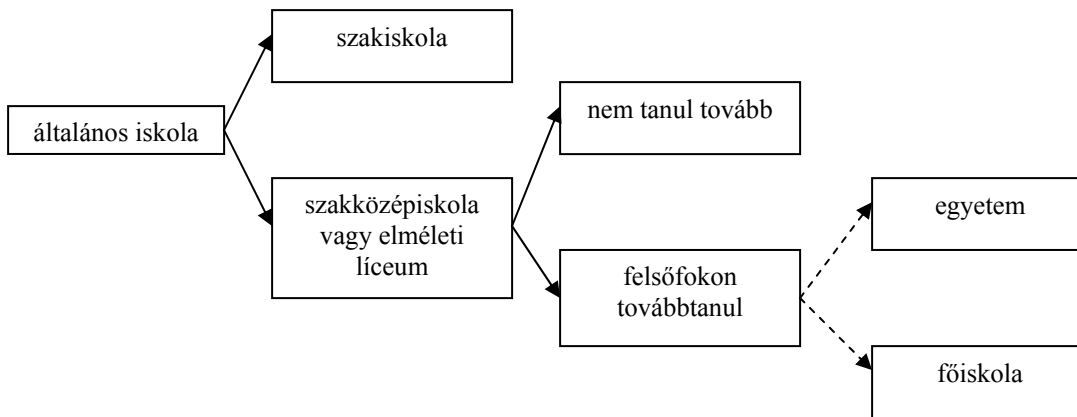 szakiskola
nem tanul tovább
általános iskola
szakközépiskola
vagy elméleti
líceum
egyetem
felsőfokon
továbbtanul
főiskola